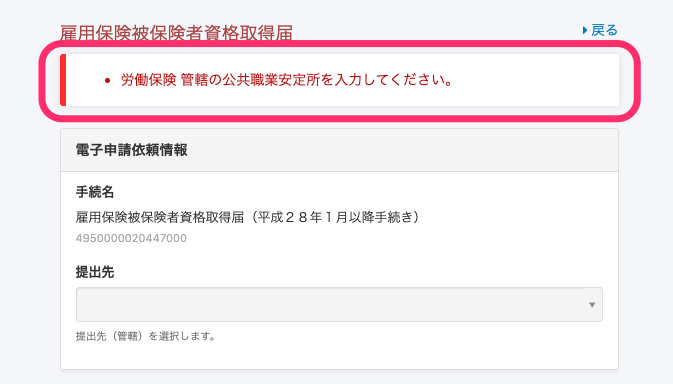 雇用保険被保険者資格取得届
戻る
労働保険 管轄の公共職業安定所を入力してください。
電子申請依頼情報
手続名
雇用保険被保険者資格取得届（平成２８年１月以降手続き）
4950000020447000
提出先
提出先（管轄）を選択します。